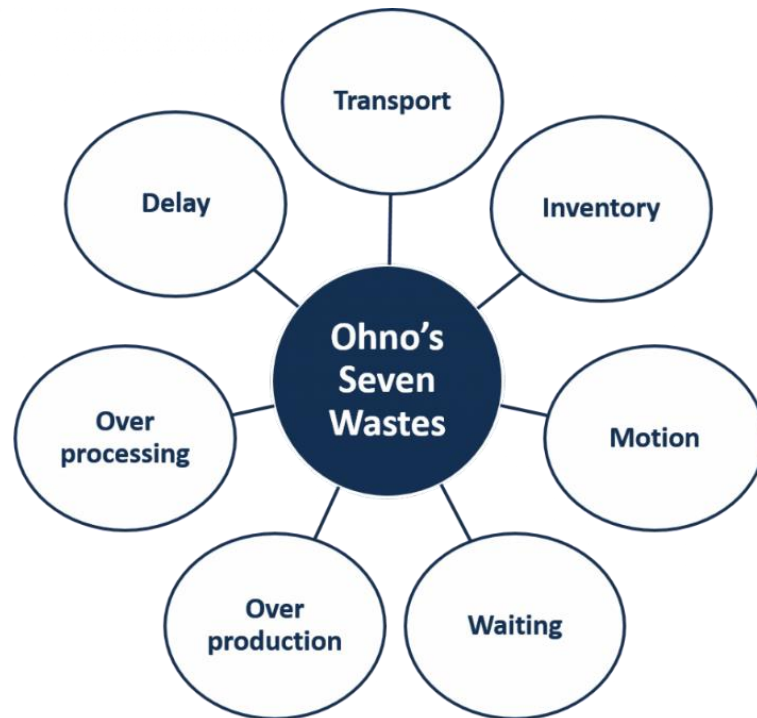 Transport
Inventory
Motion
Waiting
Over
production
Over
processing
Delay
Ohno's
Seven
Wastes